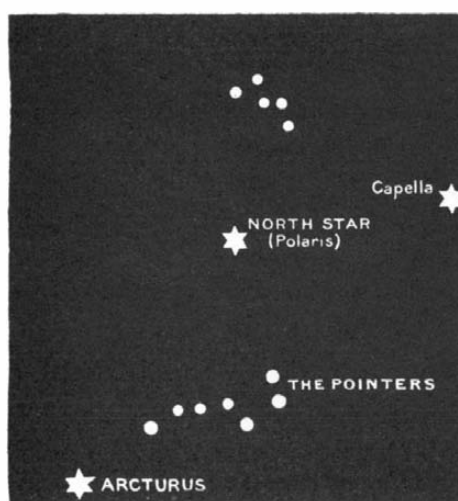 Capella
NORTH STAR
(Polaris)
THE POINTERS
ARCTURUS